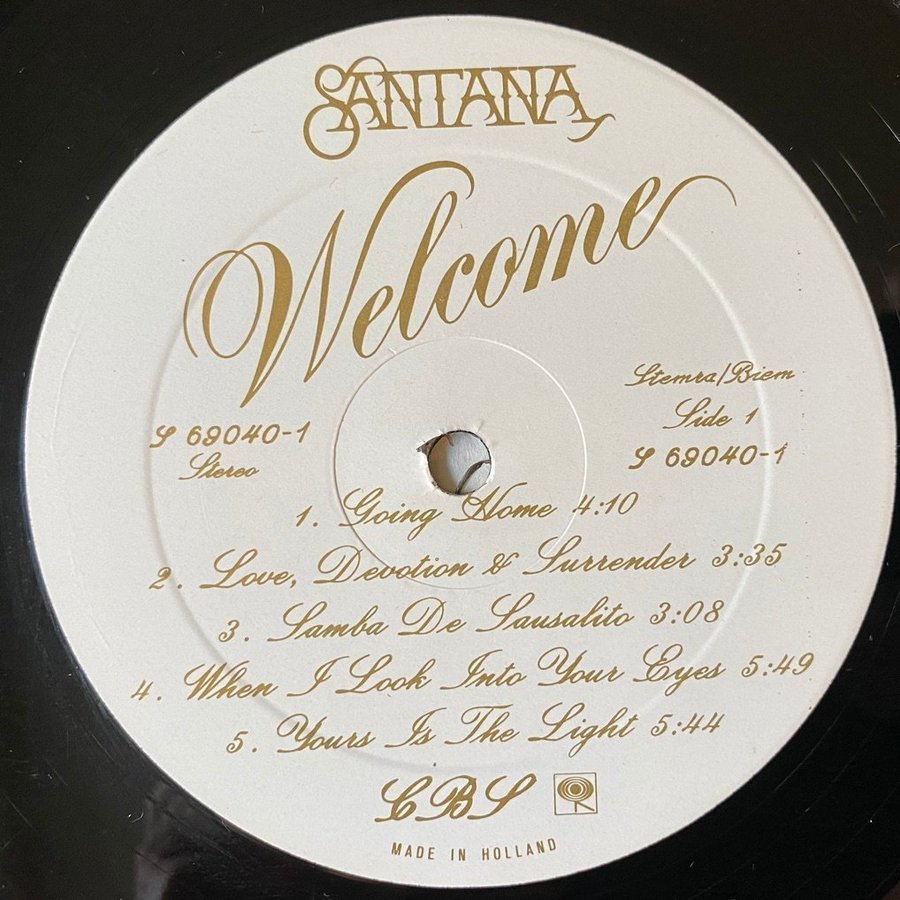 SANTANA
Welcome
Stemra/Biem
S 69040-1
Side 1
Stereo
S 69040-1
1. Going Home 4:10
2. Love, Devotion & Surrender 3:35
3. Samba De Sausalito 3:08
4. When I Look Into Your Eyes 5:49
5. Yours Is The Light 5:44
CBS
MADE IN HOLLAND